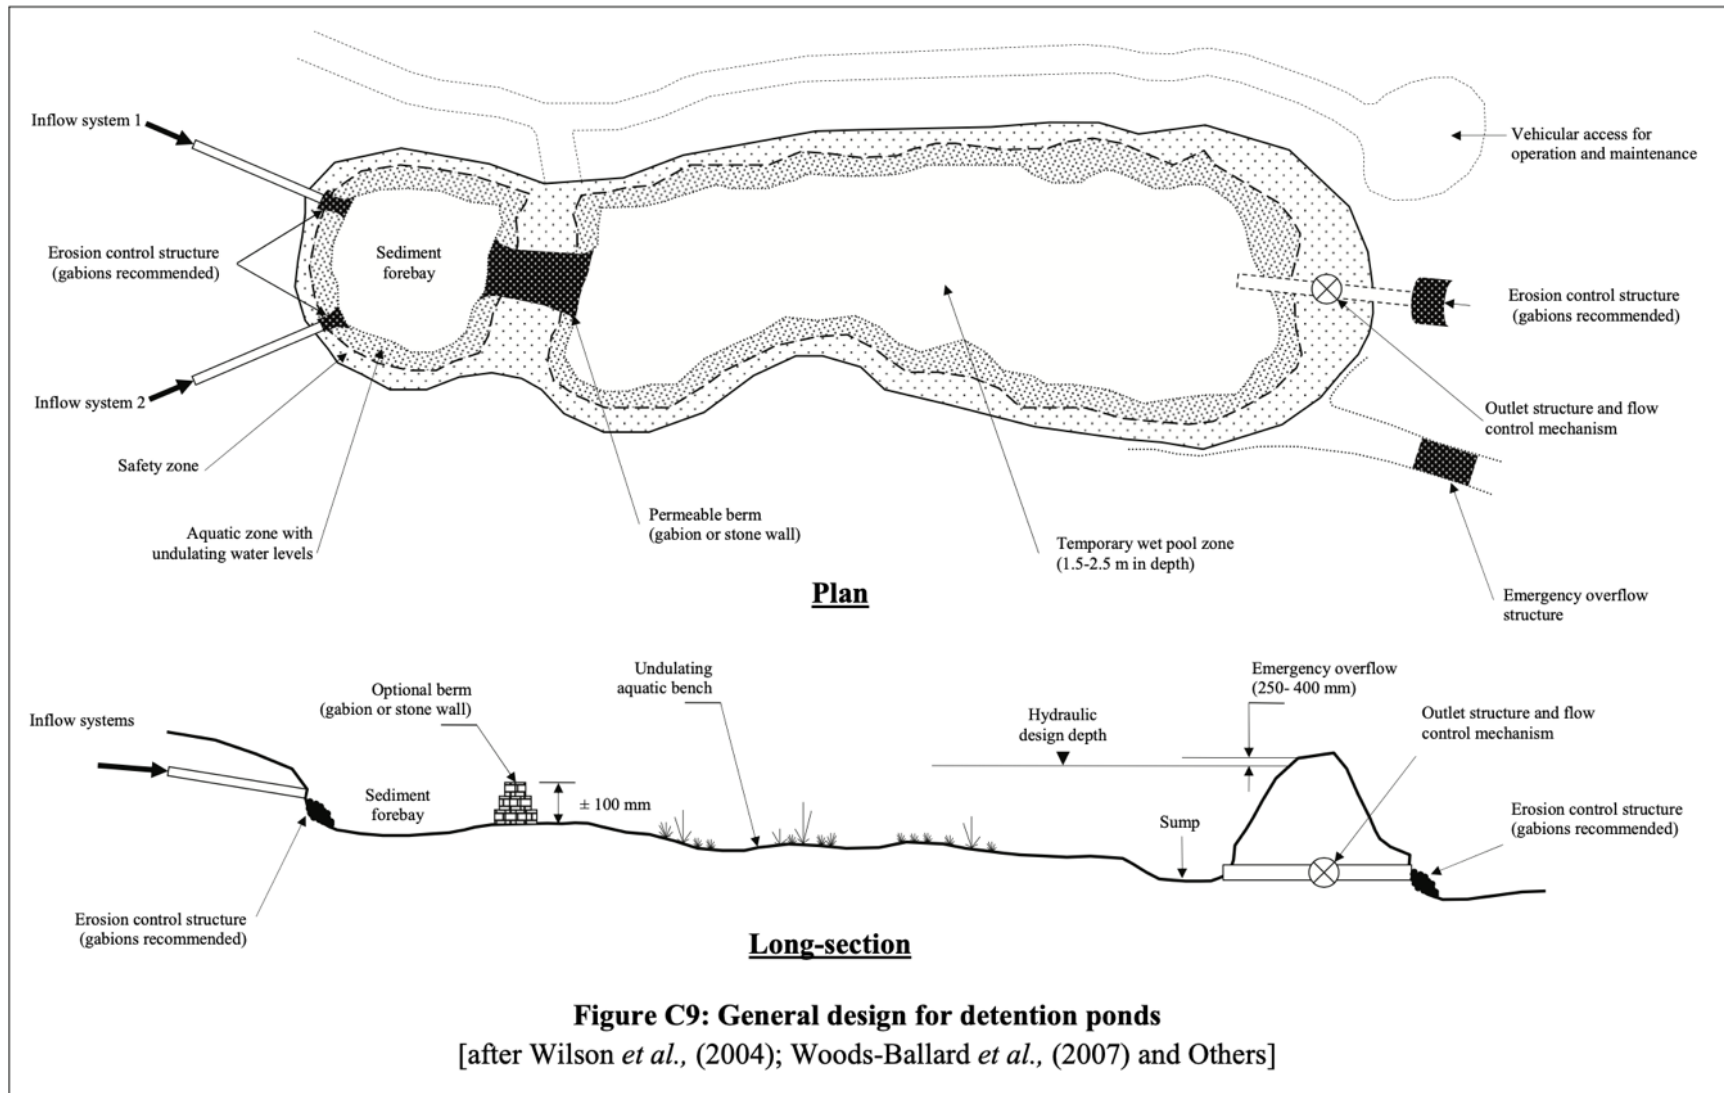 Inflow system 1
Vehicular access for
operation and maintenance
Erosion control structure
(gabions recommended)
Sediment
forebay
Erosion control structure
(gabions recommended)
Inflow system 2
Outlet structure and flow
control mechanism
Safety zone
Aquatic zone with
undulating water levels
Permeable berm
(gabion or stone wall)
Temporary wet pool zone
(1.5-2.5 m in depth)
Emergency overflow
structure
Plan
Inflow systems
Optional berm
(gabion or stone wall)
Undulating
aquatic bench
Hydraulic
design depth
Emergency overflow
(250- 400 mm)
Outlet structure and flow
control mechanism
Sediment
forebay
± 100 mm
Sump
Erosion control structure
(gabions recommended)
Erosion control structure
(gabions recommended)
Long-section
Figure C9: General design for detention ponds
[after Wilson et al., (2004); Woods-Ballard et al., (2007) and Others]